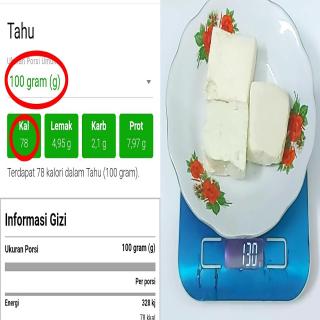 Tahu
Ukuran Porsi Umum
100 gram (g)
Kal Lemak Karb Prot
78 4,95 g 2,1 g 7,97 g
Terdapat 78 kalori dalam Tahu (100 gram).
Informasi Gizi
Ukuran Porsi 100 gram (g)
Per porsi
Energi 328 kj
78 kkal
130